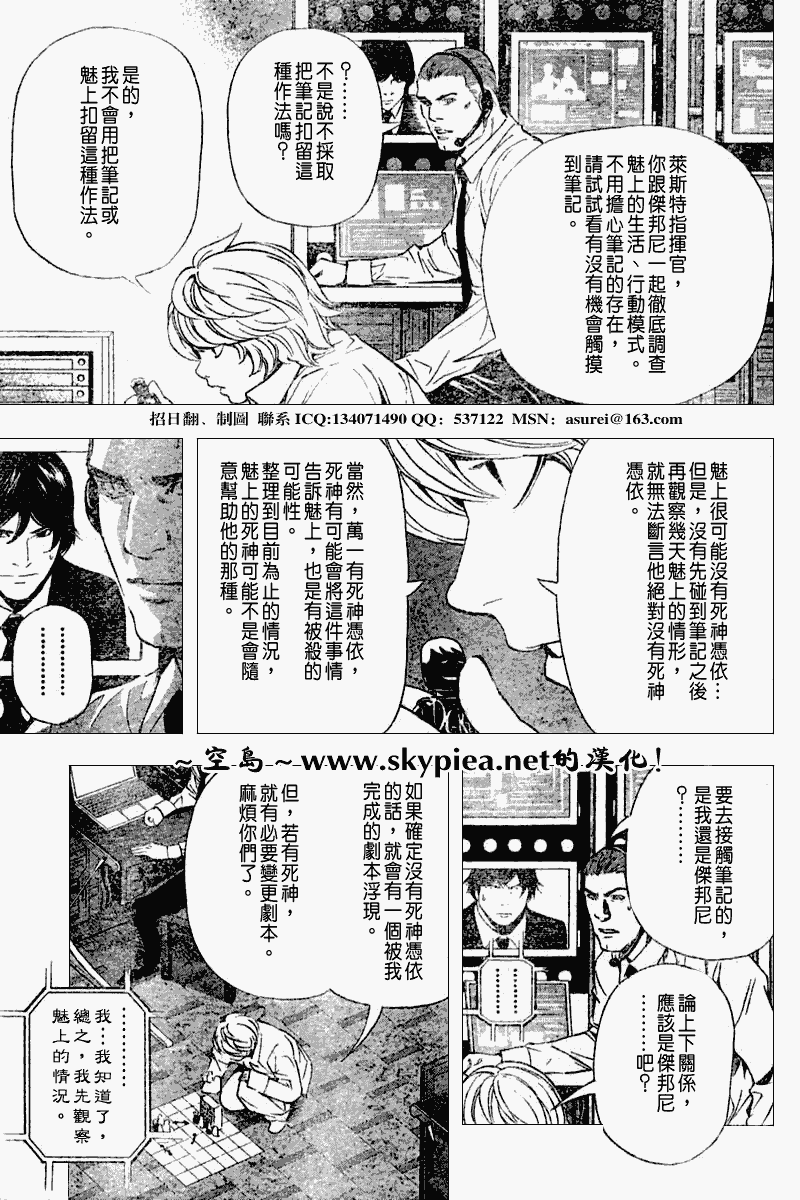 萊斯特指揮官，
你跟傑邦尼一起徹底調查
魅上的生活、行動模式。
不用擔心筆記的存在，
請試試看有沒有機會觸摸
到筆記。
？……
不是說不採取
把筆記扣留這
種作法嗎？
是的，
我不會用把筆記或
魅上扣留這種作法。
招日翻、制圖 聯系 ICQ:134071490 QQ：537122 MSN：asurei@163.com
魅上很可能沒有死神憑依…
但是，沒有先碰到筆記之後
再觀察幾天魅上的情形，
就無法斷言他絕對沒有死神
憑依。
當然，萬一有死神憑依，
死神有可能會將這件事情
告訴魅上，也是有被殺的
可能性。
整理到目前為止的情況，
魅上的死神可能不是會隨
意幫助他的那種。
………
～空島～www.skypiea.net的漢化！
要去接觸筆記的，
是我還是傑邦尼
？………
論上下關係，
應該是傑邦尼
……吧？
………
如果確定沒有死神憑依
的話，就會有一個被我
完成的劇本浮現。
但，若有死神，
就有必要變更劇本。
麻煩你們了。
………
我…我知道了，
總之，我先觀察
魅上的情況。